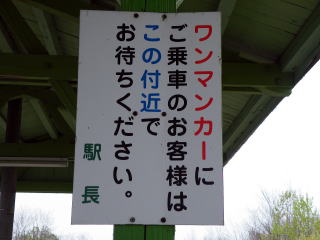 ワンマンカーに
ご乗車のお客様は
この付近で
お待ちください。
駅長